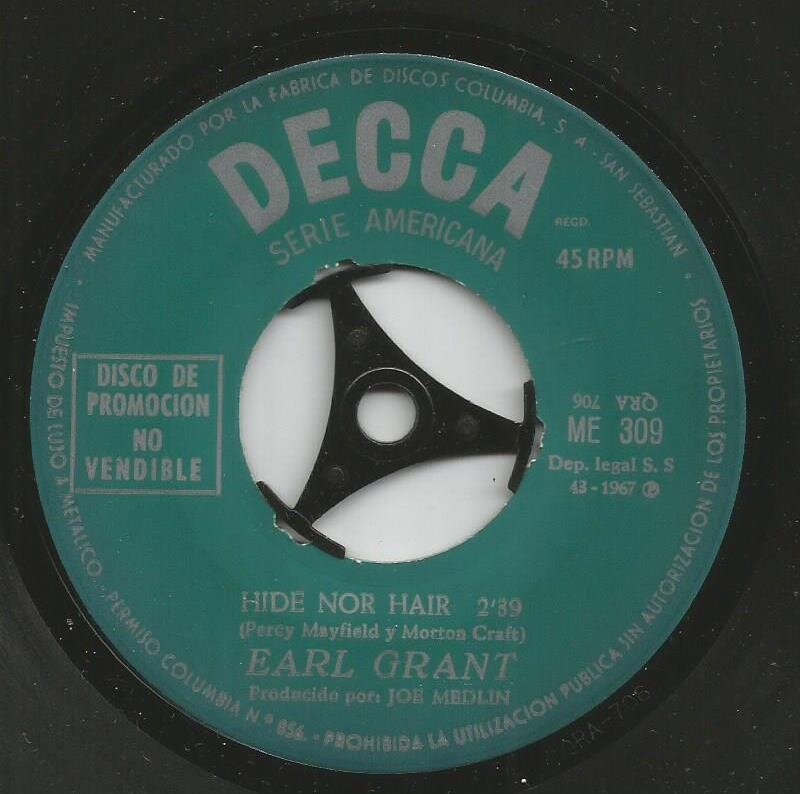 MANUFACTURADO POR LA FABRICA DE DISCOS COLUMBIA, S. A. - SAN SEBASTIAN
DECCA
REGD.
SERIE AMERICANA
45 RPM
DISCO DE
PROMOCION
NO
VENDIBLE
QRA 706
ME 309
Dep. legal S. S
43 - 1967 ℗
HIDE NOR HAIR 2'39
(Percy Mayfield y Morton Craft)
EARL GRANT
Producido por: JOE MEDLIN
IMPUESTO DE LUJO A METALICO. - PERMISO COLUMBIA N.º 856. - PROHIBIDA LA UTILIZACION PUBLICA SIN AUTORIZACION DE LOS PROPIETARIOS
QRA-706